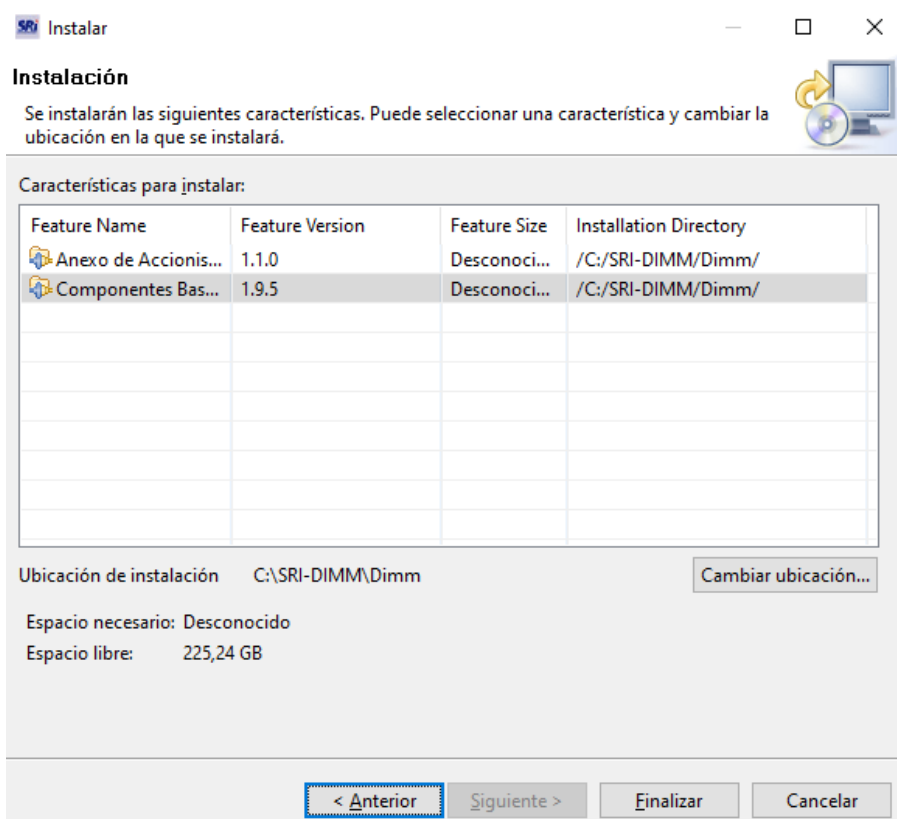 SRi Instalar
Instalación
Se instalarán las siguientes características. Puede seleccionar una característica y cambiar la
ubicación en la que se instalará.
Características para instalar:
Feature Name Feature Version Feature Size Installation Directory
Anexo de Accionis... 1.1.0 Desconoci... /C:/SRI-DIMM/Dimm/
Componentes Bas... 1.9.5 Desconoci... /C:/SRI-DIMM/Dimm/
Ubicación de instalación C:\SRI-DIMM\Dimm Cambiar ubicación...
Espacio necesario: Desconocido
Espacio libre: 225,24 GB
< Anterior Siguiente > Finalizar Cancelar